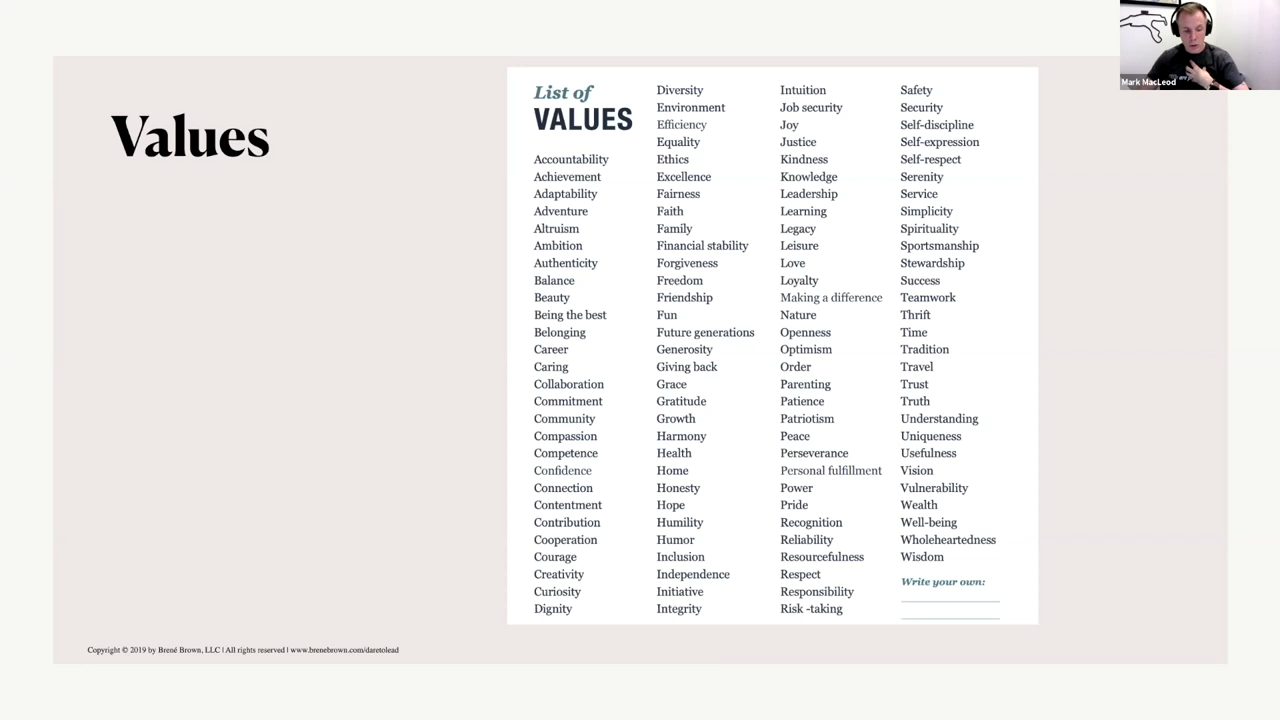 Values
List of
VALUES
Accountability
Achievement
Adaptability
Adventure
Altruism
Ambition
Authenticity
Balance
Beauty
Being the best
Belonging
Career
Caring
Collaboration
Commitment
Community
Compassion
Competence
Confidence
Connection
Contentment
Contribution
Cooperation
Courage
Creativity
Curiosity
Dignity
Diversity
Environment
Efficiency
Equality
Ethics
Excellence
Fairness
Faith
Family
Financial stability
Forgiveness
Freedom
Friendship
Fun
Future generations
Generosity
Giving back
Grace
Gratitude
Growth
Harmony
Health
Home
Honesty
Hope
Humility
Humor
Inclusion
Independence
Initiative
Integrity
Intuition
Job security
Joy
Justice
Kindness
Knowledge
Leadership
Learning
Legacy
Leisure
Love
Loyalty
Making a difference
Nature
Openness
Optimism
Order
Parenting
Patience
Patriotism
Peace
Perseverance
Personal fulfillment
Power
Pride
Recognition
Reliability
Resourcefulness
Respect
Responsibility
Risk -taking
Safety
Security
Self-discipline
Self-expression
Self-respect
Serenity
Service
Simplicity
Spirituality
Sportsmanship
Stewardship
Success
Teamwork
Thrift
Time
Tradition
Travel
Trust
Truth
Understanding
Uniqueness
Usefulness
Vision
Vulnerability
Wealth
Well-being
Wholeheartedness
Wisdom
Write your own:
Copyright © 2019 by Brené Brown, LLC | All rights reserved | www.brenebrown.com/daretolead
Mark MacLeod